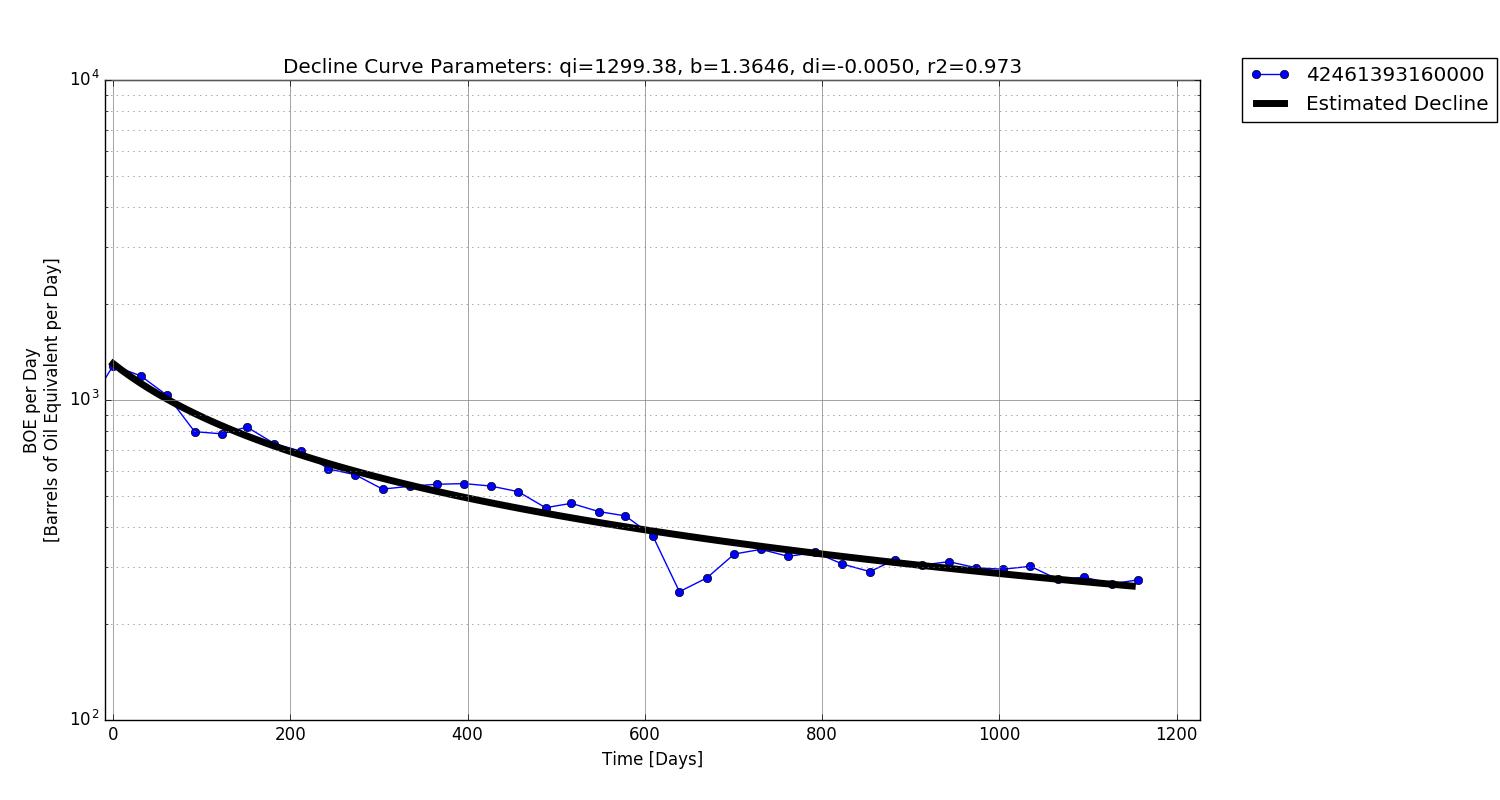 Decline Curve Parameters: qi=1299.38, b=1.3646, di=-0.0050, r2=0.973
42461393160000
Estimated Decline
10^4
10^3
10^2
BOE per Day
[Barrels of Oil Equivalent per Day]
0 200 400 600 800 1000 1200
Time [Days]